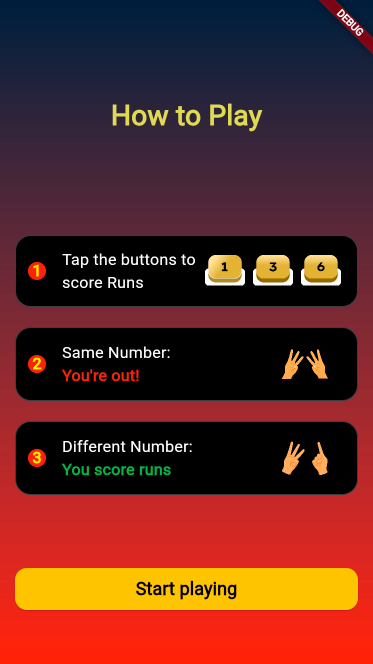 DEBUG
How to Play
1
Tap the buttons to
score Runs
1 3 6
2
Same Number:
You're out!
3
Different Number:
You score runs
Start playing